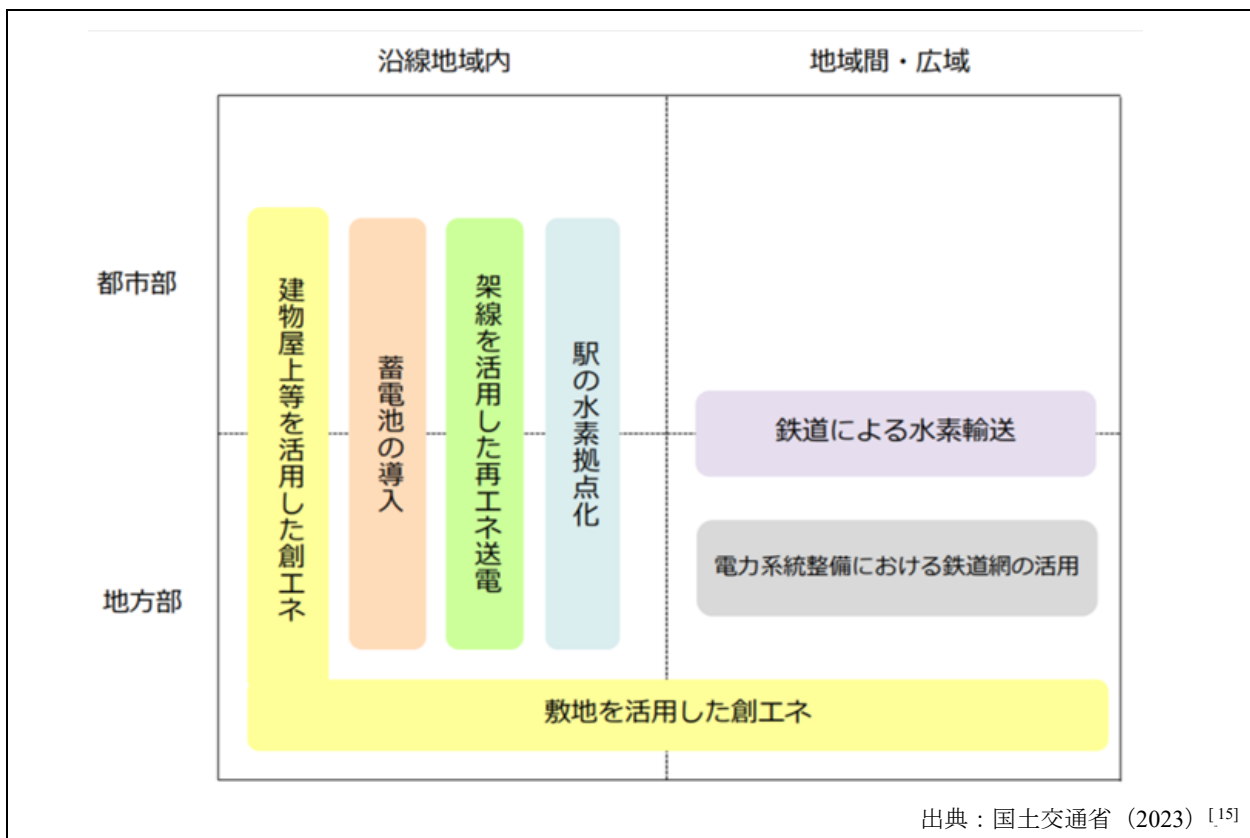 沿線地域内
地域間・広域
都市部
地方部
建物屋上等を活用した創エネ
蓄電池の導入
架線を活用した再エネ送電
駅の水素拠点化
鉄道による水素輸送
電力系統整備における鉄道網の活用
敷地を活用した創エネ
出典：国土交通省（2023）[15]